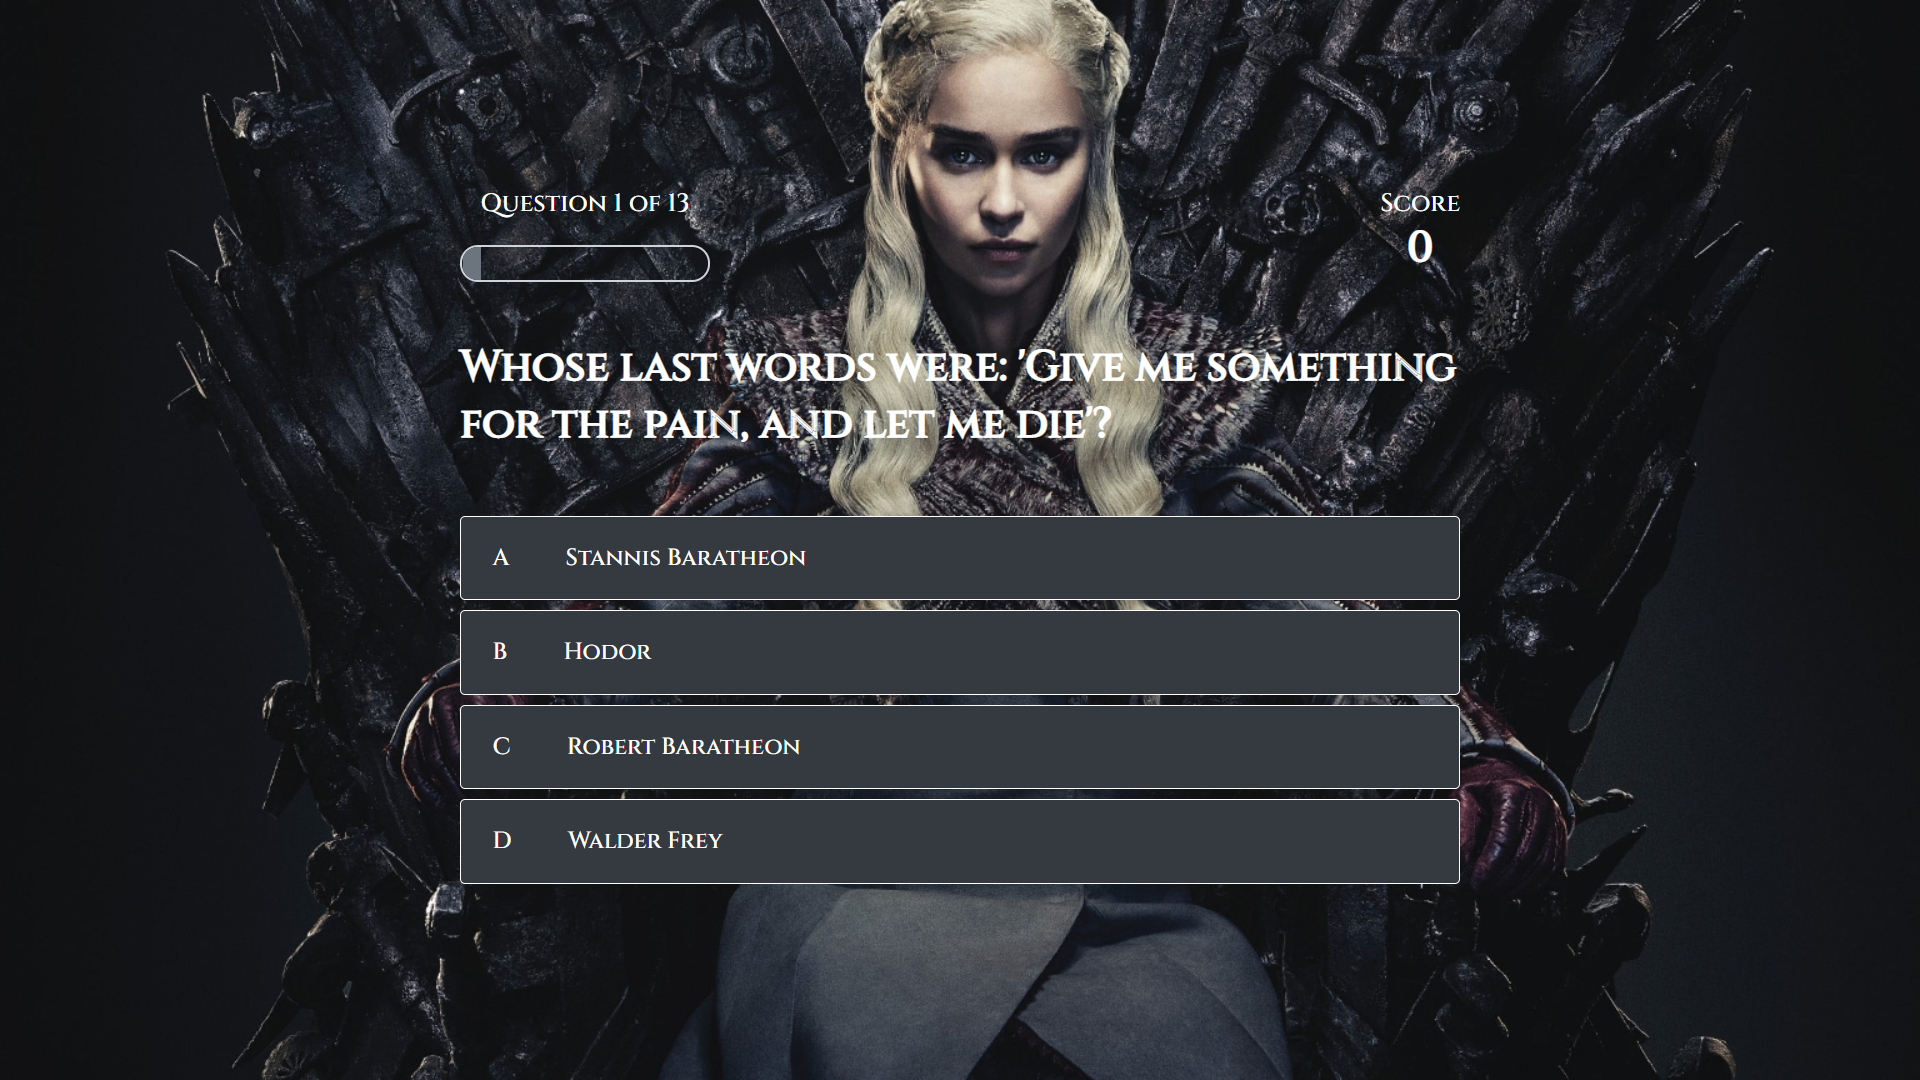 Question 1 of 13
Score
0
Whose last words were: 'Give me something
for the pain, and let me die'?
A Stannis Baratheon
B Hodor
C Robert Baratheon
D Walder Frey